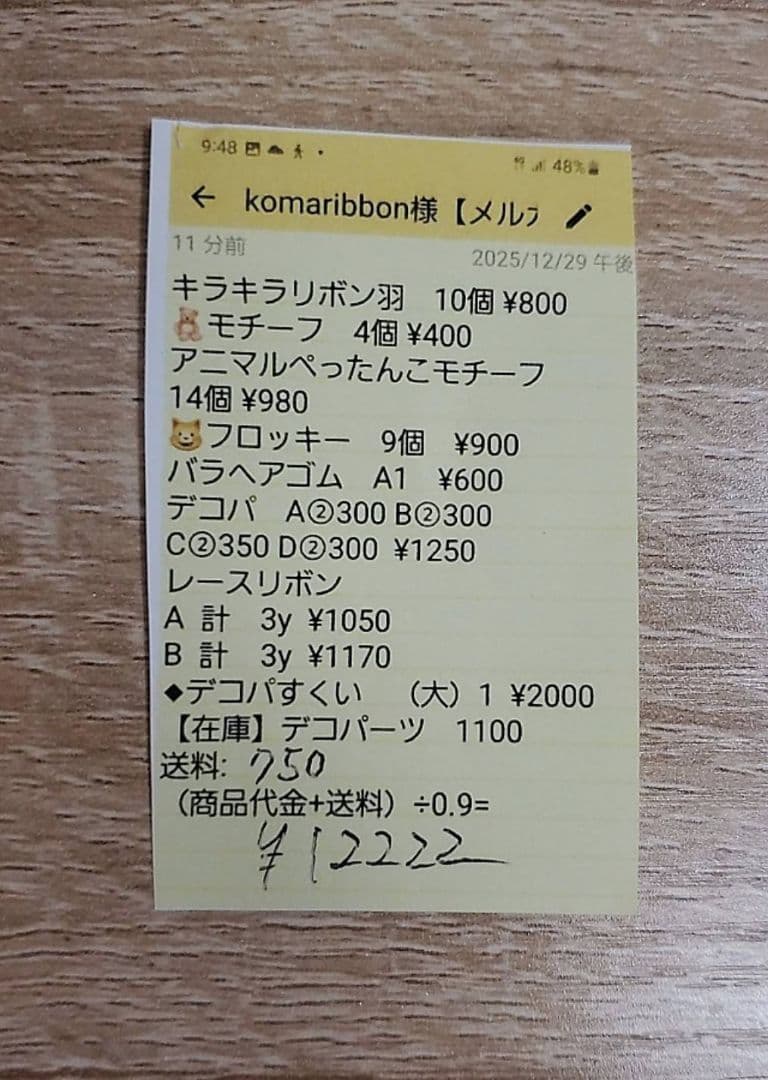 9:48 48%
← komaribbon様【メルフ
11 分前 2025/12/29 午後
キラキラリボン羽 10個 ¥800
🧸モチーフ 4個 ¥400
アニマルぺったんこモチーフ
14個 ¥980
😺フロッキー 9個 ¥900
バラヘアゴム A1 ¥600
デコパ A②300 B②300
C②350 D②300 ¥1250
レースリボン
A 計 3y ¥1050
B 計 3y ¥1170
◆デコパすくい （大）1 ¥2000
【在庫】デコパーツ 1100
送料: 750
（商品代金+送料）÷0.9=
¥12222